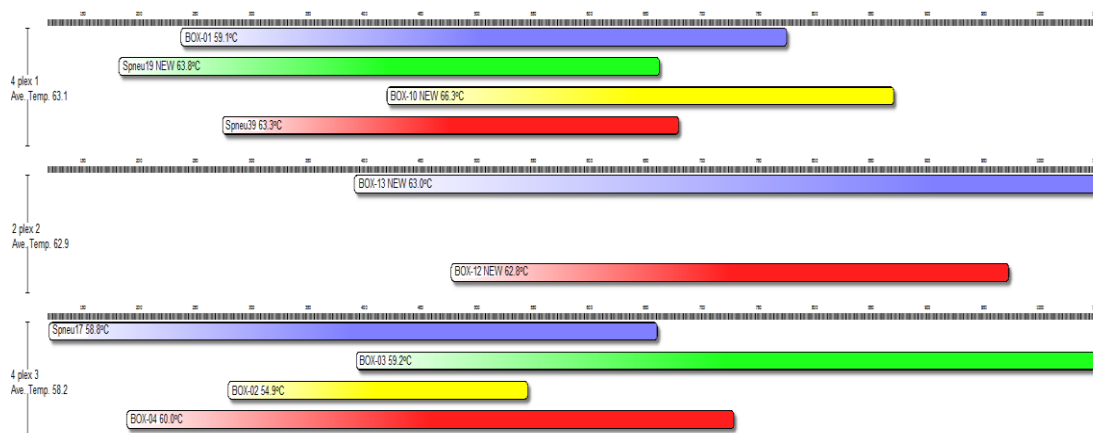 BOX-01 59.1ºC
Spneu19 NEW 63.8ºC
4 plex 1
Ave. Temp. 63.1
BOX-10 NEW 66.3ºC
Spneu39 63.3ºC
BOX-13 NEW 63.0ºC
2 plex 2
Ave. Temp. 62.9
BOX-12 NEW 62.8ºC
Spneu17 58.8ºC
BOX-03 59.2ºC
4 plex 3
Ave. Temp. 58.2
BOX-02 54.9ºC
BOX-04 60.0ºC